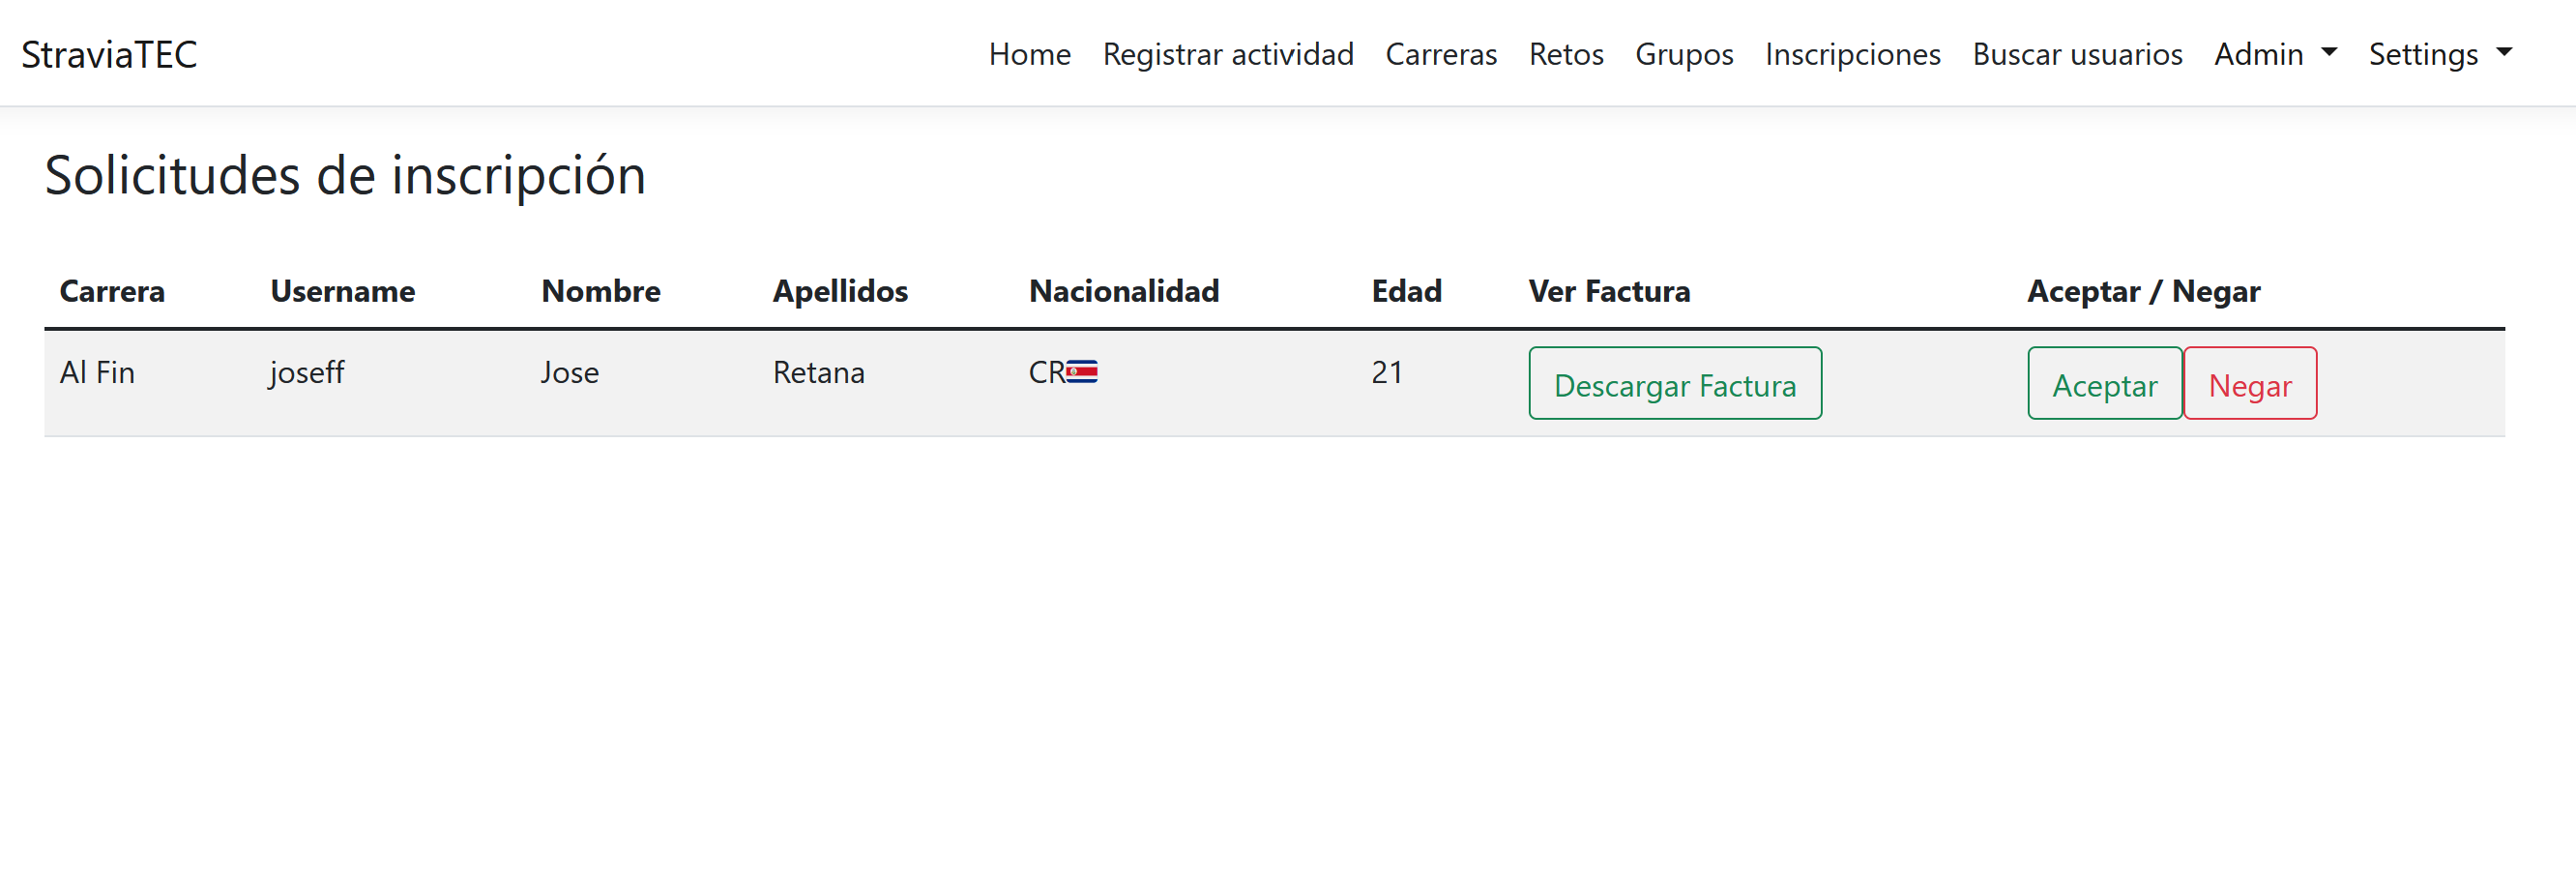 StraviaTEC Home Registrar actividad Carreras Retos Grupos Inscripciones Buscar usuarios Admin Settings
Solicitudes de inscripción
Carrera Username Nombre Apellidos Nacionalidad Edad Ver Factura Aceptar / Negar
Al Fin joseff Jose Retana CR 21 Descargar Factura Aceptar Negar